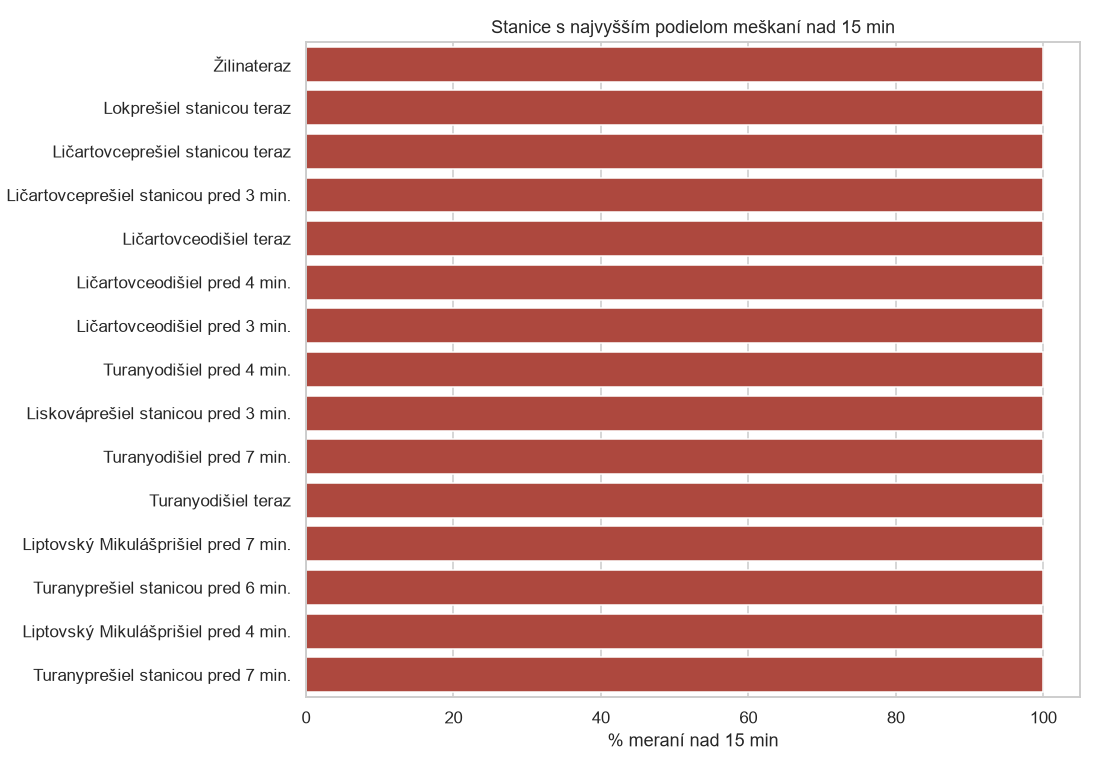 Stanice s najvyšším podielom meškaní nad 15 min
Žilinateraz
Lokprešiel stanicou teraz
Ličartovceprešiel stanicou teraz
Ličartovceprešiel stanicou pred 3 min.
Ličartovceodišiel teraz
Ličartovceodišiel pred 4 min.
Ličartovceodišiel pred 3 min.
Turanyodišiel pred 4 min.
Liskováprešiel stanicou pred 3 min.
Turanyodišiel pred 7 min.
Turanyodišiel teraz
Liptovský Mikulášprišiel pred 7 min.
Turanyprešiel stanicou pred 6 min.
Liptovský Mikulášprišiel pred 4 min.
Turanyprešiel stanicou pred 7 min.
0 20 40 60 80 100
% meraní nad 15 min